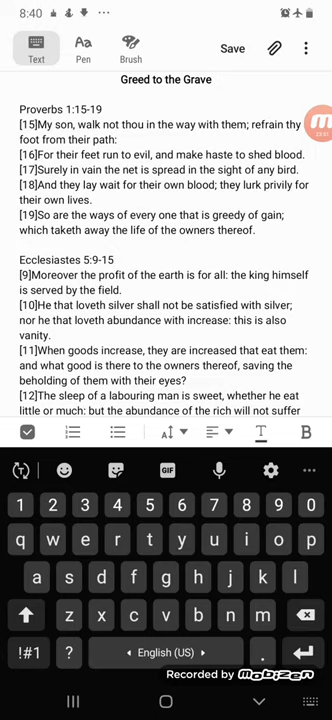 8:40
Text
Pen
Brush
Save
Greed to the Grave
Proverbs 1:15-19
[15]My son, walk not thou in the way with them; refrain thy
foot from their path:
[16]For their feet run to evil, and make haste to shed blood.
[17]Surely in vain the net is spread in the sight of any bird.
[18]And they lay wait for their own blood; they lurk privily for
their own lives.
[19]So are the ways of every one that is greedy of gain;
which taketh away the life of the owners thereof.
Ecclesiastes 5:9-15
[9]Moreover the profit of the earth is for all: the king himself
is served by the field.
[10]He that loveth silver shall not be satisfied with silver;
nor he that loveth abundance with increase: this is also
vanity.
[11]When goods increase, they are increased that eat them:
and what good is there to the owners thereof, saving the
beholding of them with their eyes?
[12]The sleep of a labouring man is sweet, whether he eat
little or much: but the abundance of the rich will not suffer
T B
GIF
1 2 3 4 5 6 7 8 9 0
q w e r t y u i o p
a s d f g h j k l
z x c v b n m
!#1 ? English (US) .
Recorded by Mobizen